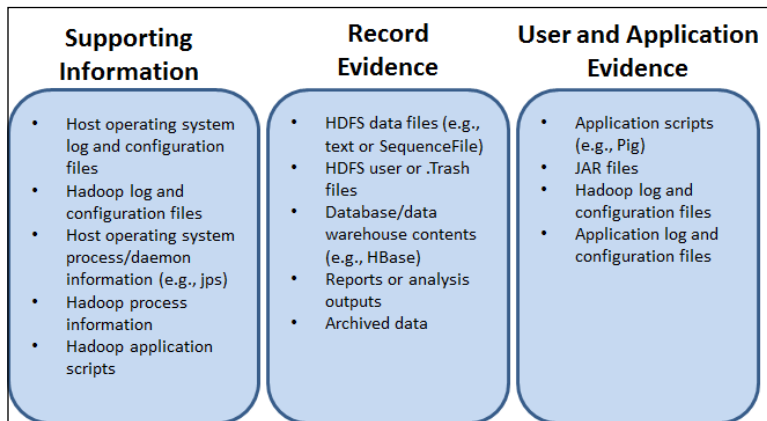 Supporting
Information
• Host operating system
log and configuration
files
• Hadoop log and
configuration files
• Host operating system
process/daemon
information (e.g., jps)
• Hadoop process
information
• Hadoop application
scripts
Record
Evidence
• HDFS data files (e.g.,
text or SequenceFile)
• HDFS user or .Trash
files
• Database/data
warehouse contents
(e.g., HBase)
• Reports or analysis
outputs
• Archived data
User and Application
Evidence
• Application scripts
(e.g., Pig)
• JAR files
• Hadoop log and
configuration files
• Application log and
configuration files